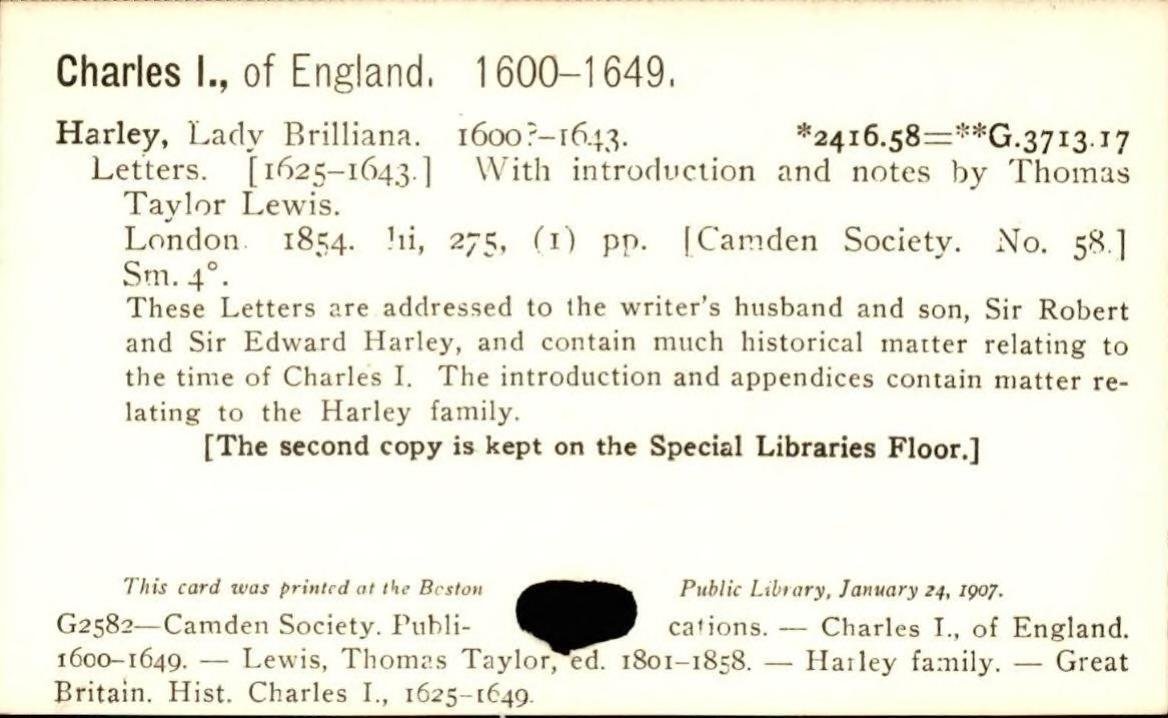 Charles I., of England. 1600–1649.
Harley, Lady Brilliana. 1600?–1643. *2416.58=**G.3713.17
Letters. [1625–1643.] With introduction and notes by Thomas
Taylor Lewis.
London. 1854. lii, 275, (1) pp. [Camden Society. No. 58.]
Sm. 4°.
These Letters are addressed to the writer's husband and son, Sir Robert
and Sir Edward Harley, and contain much historical matter relating to
the time of Charles I. The introduction and appendices contain matter re-
lating to the Harley family.
[The second copy is kept on the Special Libraries Floor.]
This card was printed at the Boston Public Library, January 24, 1907.
G2582—Camden Society. Publi- cations. — Charles I., of England.
1600–1649. — Lewis, Thomas Taylor, ed. 1801–1858. — Harley family. — Great
Britain. Hist. Charles I., 1625–1649.